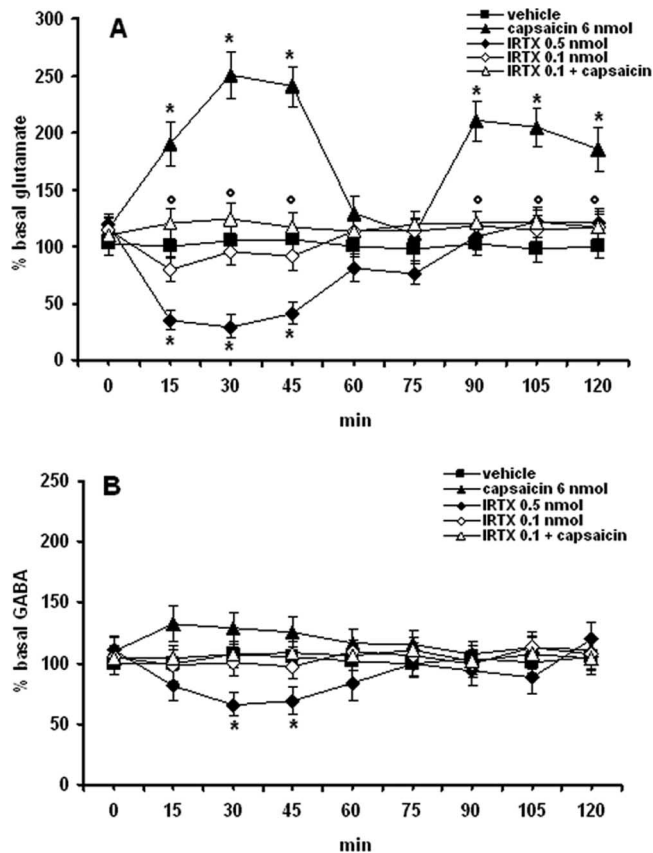 A
vehicle
capsaicin 6 nmol
IRTX 0.5 nmol
IRTX 0.1 nmol
IRTX 0.1 + capsaicin
% basal glutamate
300
250
200
150
100
50
0
* * * * * *
° ° ° ° ° °
* * *
0 15 30 45 60 75 90 105 120
min
B
vehicle
capsaicin 6 nmol
IRTX 0.5 nmol
IRTX 0.1 nmol
IRTX 0.1 + capsaicin
% basal GABA
250
200
150
100
50
0
* *
0 15 30 45 60 75 90 105 120
min